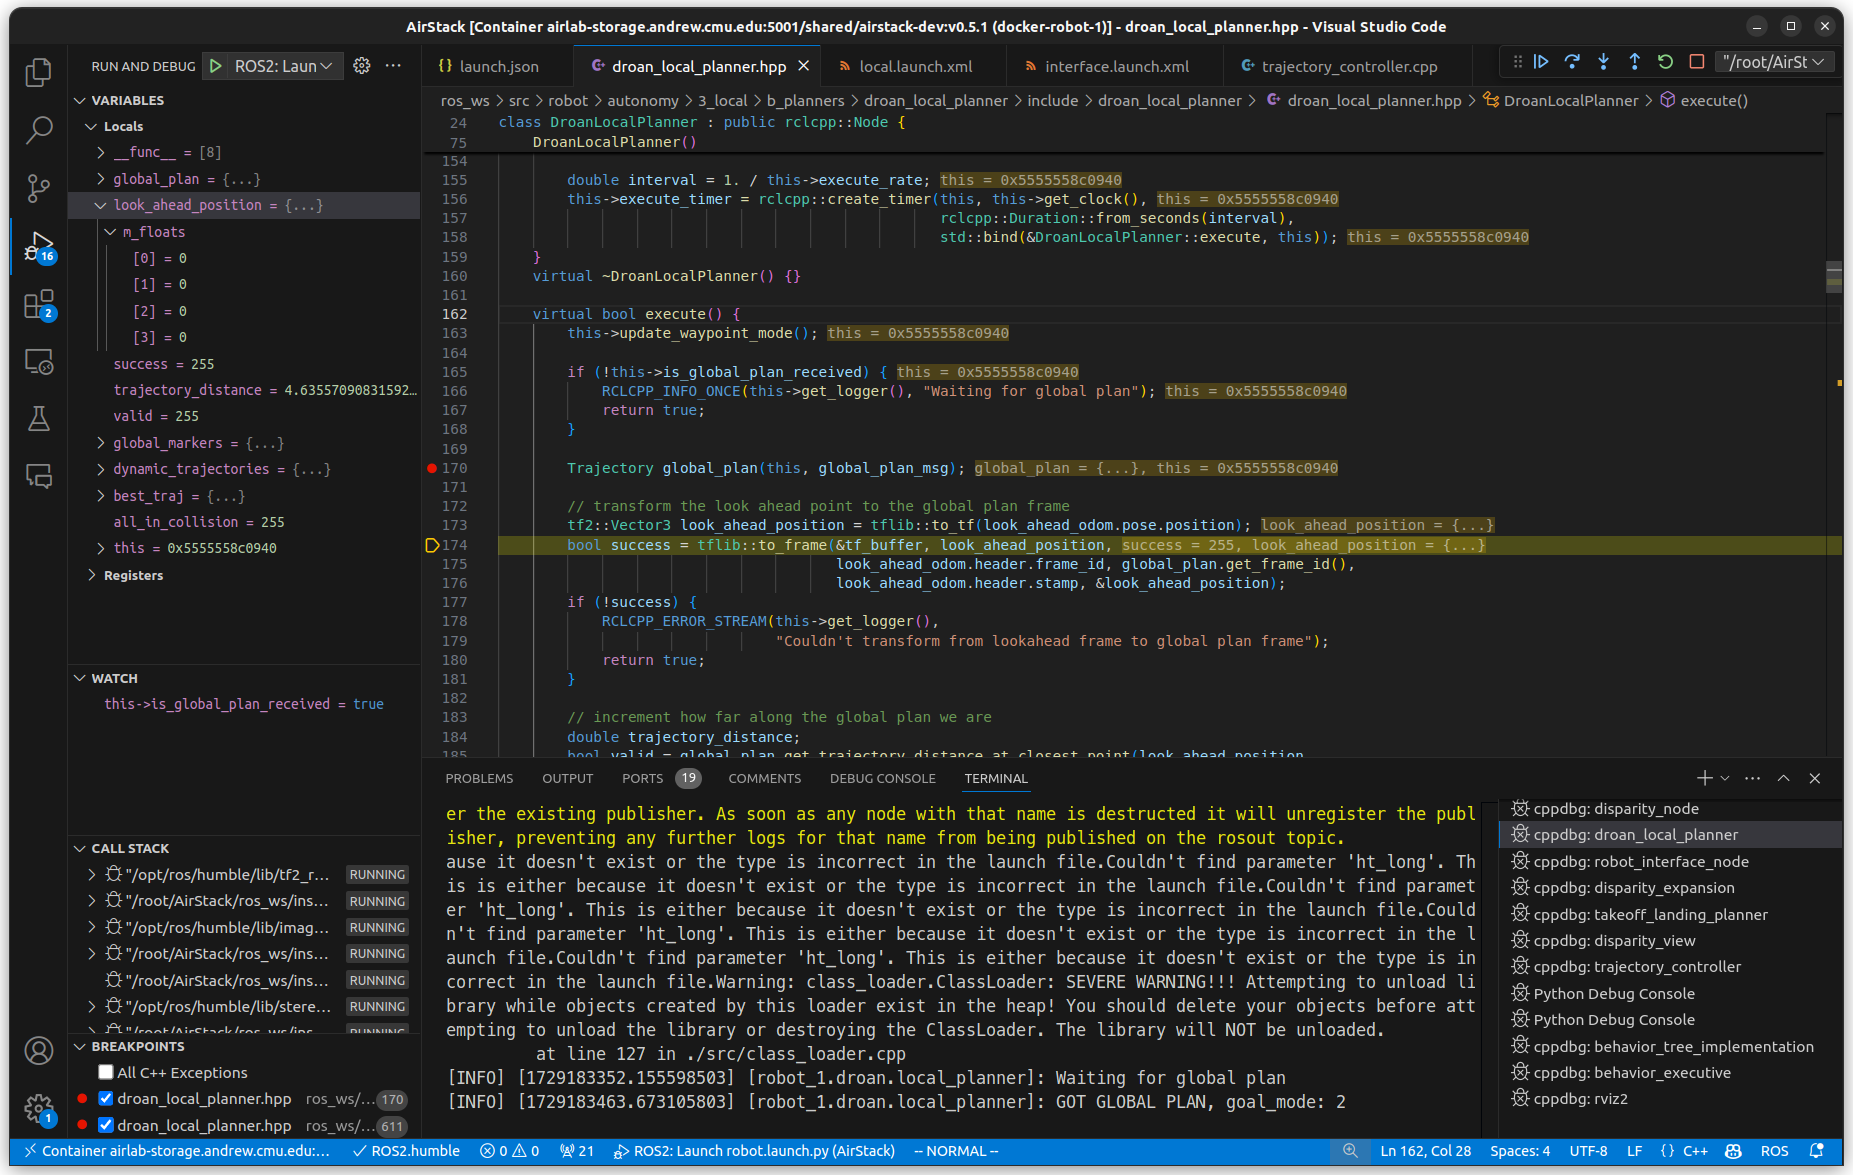 AirStack [Container airlab-storage.andrew.cmu.edu:5001/shared/airstack-dev:v0.5.1 (docker-robot-1)] - droan_local_planner.hpp - Visual Studio Code
RUN AND DEBUG ROS2: Laun
launch.json droan_local_planner.hpp local.launch.xml interface.launch.xml trajectory_controller.cpp "/root/AirSt
ros_ws > src > robot > autonomy > 3_local > b_planners > droan_local_planner > include > droan_local_planner > droan_local_planner.hpp > DroanLocalPlanner > execute()
VARIABLES
Locals
__func__ = [8]
global_plan = {...}
look_ahead_position = {...}
m_floats
[0] = 0
[1] = 0
[2] = 0
[3] = 0
success = 255
trajectory_distance = 4.63557090831592...
valid = 255
global_markers = {...}
dynamic_trajectories = {...}
best_traj = {...}
all_in_collision = 255
this = 0x5555558c0940
Registers
WATCH
this->is_global_plan_received = true
CALL STACK
"/opt/ros/humble/lib/tf2_r... RUNNING
"/root/AirStack/ros_ws/ins... RUNNING
"/opt/ros/humble/lib/imag... RUNNING
"/root/AirStack/ros_ws/ins... RUNNING
"/root/AirStack/ros_ws/ins... RUNNING
"/opt/ros/humble/lib/stere... RUNNING
"/root/AirStack/ros_ws/ins... RUNNING
BREAKPOINTS
All C++ Exceptions
droan_local_planner.hpp ros_ws/... 170
droan_local_planner.hpp ros_ws/... 611
16
2
1
24 class DroanLocalPlanner : public rclcpp::Node {
75 DroanLocalPlanner()
154
155 double interval = 1. / this->execute_rate; this = 0x5555558c0940
156 this->execute_timer = rclcpp::create_timer(this, this->get_clock(), this = 0x5555558c0940
157 rclcpp::Duration::from_seconds(interval),
158 std::bind(&DroanLocalPlanner::execute, this)); this = 0x5555558c0940
159 }
160 virtual ~DroanLocalPlanner() {}
161
162 virtual bool execute() {
163 this->update_waypoint_mode(); this = 0x5555558c0940
164
165 if (!this->is_global_plan_received) { this = 0x5555558c0940
166 RCLCPP_INFO_ONCE(this->get_logger(), "Waiting for global plan"); this = 0x5555558c0940
167 return true;
168 }
169
170 Trajectory global_plan(this, global_plan_msg); global_plan = {...}, this = 0x5555558c0940
171
172 // transform the look ahead point to the global plan frame
173 tf2::Vector3 look_ahead_position = tflib::to_tf(look_ahead_odom.pose.position); look_ahead_position = {...}
174 bool success = tflib::to_frame(&tf_buffer, look_ahead_position, success = 255, look_ahead_position = {...}
175 look_ahead_odom.header.frame_id, global_plan.get_frame_id(),
176 look_ahead_odom.header.stamp, &look_ahead_position);
177 if (!success) {
178 RCLCPP_ERROR_STREAM(this->get_logger(),
179 "Couldn't transform from lookahead frame to global plan frame");
180 return true;
181 }
182
183 // increment how far along the global plan we are
184 double trajectory_distance;
185 bool valid = global_plan.get_trajectory_distance_at_closest_point(look_ahead_position,
PROBLEMS OUTPUT PORTS 19 COMMENTS DEBUG CONSOLE TERMINAL
er the existing publisher. As soon as any node with that name is destructed it will unregister the publ
isher, preventing any further logs for that name from being published on the rosout topic.
ause it doesn't exist or the type is incorrect in the launch file.Couldn't find parameter 'ht_long'. Th
is is either because it doesn't exist or the type is incorrect in the launch file.Couldn't find paramet
er 'ht_long'. This is either because it doesn't exist or the type is incorrect in the launch file.Could
n't find parameter 'ht_long'. This is either because it doesn't exist or the type is incorrect in the l
aunch file.Couldn't find parameter 'ht_long'. This is either because it doesn't exist or the type is in
correct in the launch file.Warning: class_loader.ClassLoader: SEVERE WARNING!!! Attempting to unload li
brary while objects created by this loader exist in the heap! You should delete your objects before att
empting to unload the library or destroying the ClassLoader. The library will NOT be unloaded.
at line 127 in ./src/class_loader.cpp
[INFO] [1729183352.155598503] [robot_1.droan.local_planner]: Waiting for global plan
[INFO] [1729183463.673105803] [robot_1.droan.local_planner]: GOT GLOBAL PLAN, goal_mode: 2
cppdbg: disparity_node
cppdbg: droan_local_planner
cppdbg: robot_interface_node
cppdbg: disparity_expansion
cppdbg: takeoff_landing_planner
cppdbg: disparity_view
cppdbg: trajectory_controller
Python Debug Console
Python Debug Console
cppdbg: behavior_tree_implementation
cppdbg: behavior_executive
cppdbg: rviz2
Container airlab-storage.andrew.cmu.edu:... ROS2.humble 0 0 21 ROS2: Launch robot.launch.py (AirStack) -- NORMAL -- Ln 162, Col 28 Spaces: 4 UTF-8 LF {} C++ ROS